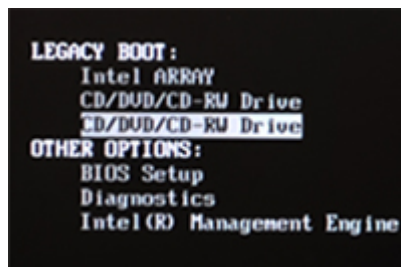 LEGACY BOOT:
Intel ARRAY
CD/DVD/CD-RW Drive
CD/DVD/CD-RW Drive
OTHER OPTIONS:
BIOS Setup
Diagnostics
Intel(R) Management Engine